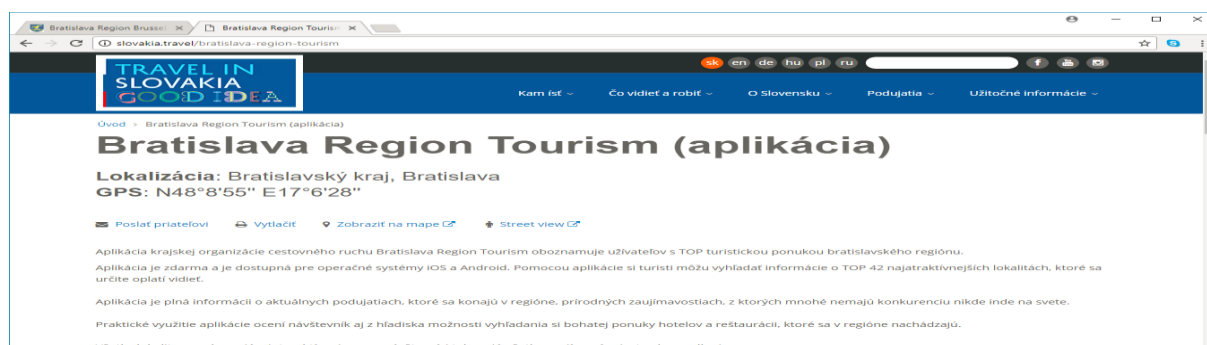 Bratislava Region Brussel
Bratislava Region Tourism
slovakia.travel/bratislava-region-tourism
TRAVEL IN
SLOVAKIA
GOOD IDEA
sk en de hu pl ru
Kam ísť Čo vidieť a robiť O Slovensku Podujatia Užitočné informácie
Úvod > Bratislava Region Tourism (aplikácia)
Bratislava Region Tourism (aplikácia)
Lokalizácia: Bratislavský kraj, Bratislava
GPS: N48°8'55'' E17°6'28''
Poslať priateľovi Vytlačiť Zobraziť na mape Street view
Aplikácia krajskej organizácie cestovného ruchu Bratislava Region Tourism oboznamuje užívateľov s TOP turistickou ponukou bratislavského regiónu.
Aplikácia je zdarma a je dostupná pre operačné systémy iOS a Android. Pomocou aplikácie si turisti môžu vyhľadať informácie o TOP 42 najatraktívnejších lokalitách, ktoré sa
určite oplatí vidieť.
Aplikácia je plná informácii o aktuálnych podujatiach, ktoré sa konajú v regióne, prírodných zaujímavostiach, z ktorých mnohé nemajú konkurenciu nikde inde na svete.
Praktické využitie aplikácie ocení návštevník aj z hľadiska možnosti vyhľadania si bohatej ponuky hotelov a reštaurácii, ktoré sa v regióne nachádzajú.